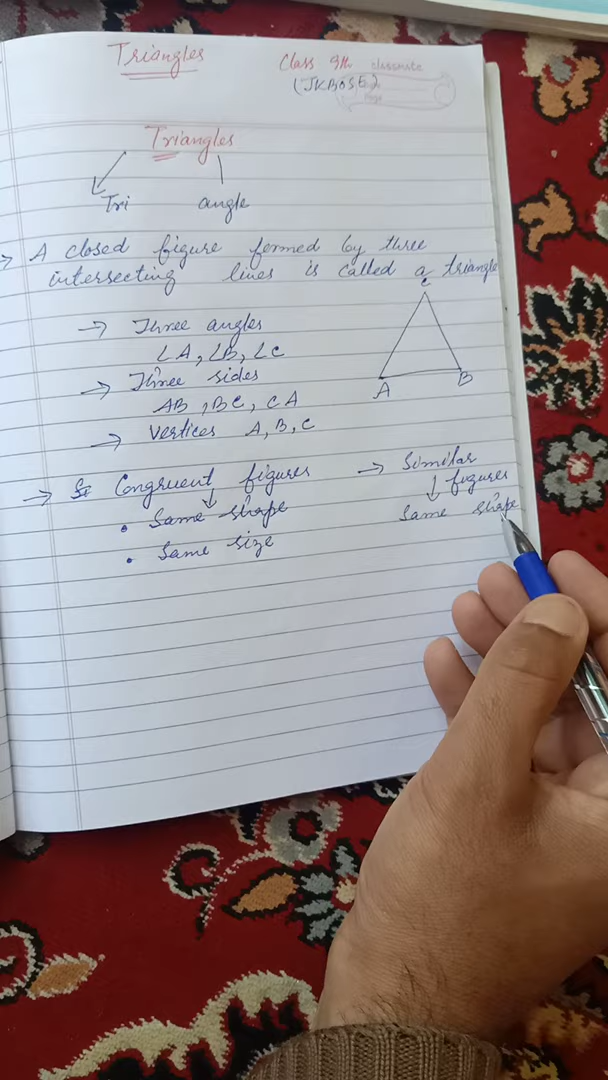 Triangles
Class 9th classmate
(JKBOSE)
Page
Triangles
Tri angle
→ A closed figure formed by three
intersecting lines is called a triangle
C
→ Three angles
∠A, ∠B, ∠C
→ Three sides
A B
AB, BC, CA
→ Vertices A, B, C
→ Congruent figures → Similar
figures
• Same shape Same shape
• Same size